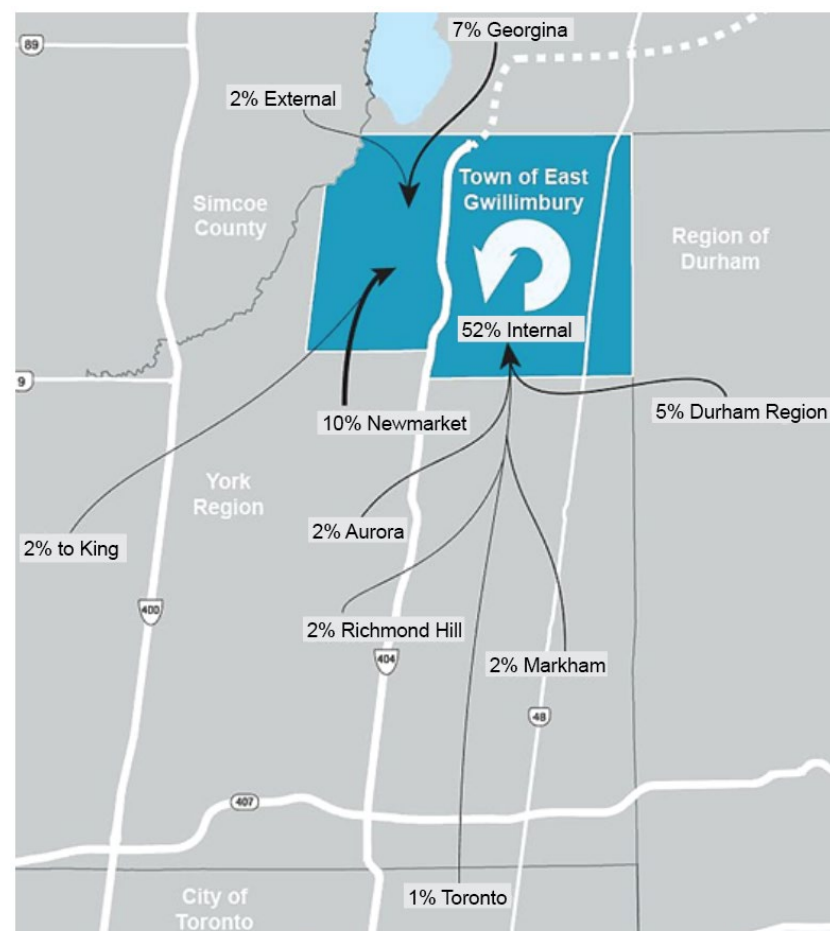 7% Georgina
89
2% External
Town of East
Gwillimbury
Simcoe
County
Region of
Durham
52% Internal
9
10% Newmarket
5% Durham Region
York
Region
2% Aurora
2% to King
400
2% Richmond Hill
404
2% Markham
48
407
City of
Toronto
1% Toronto